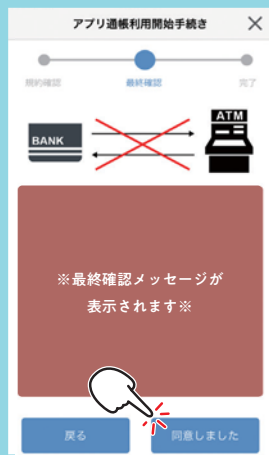 アプリ通帳利用開始手続き
規約確認
最終確認
完了
BANK
ATM
※最終確認メッセージが
表示されます※
戻る
同意しました